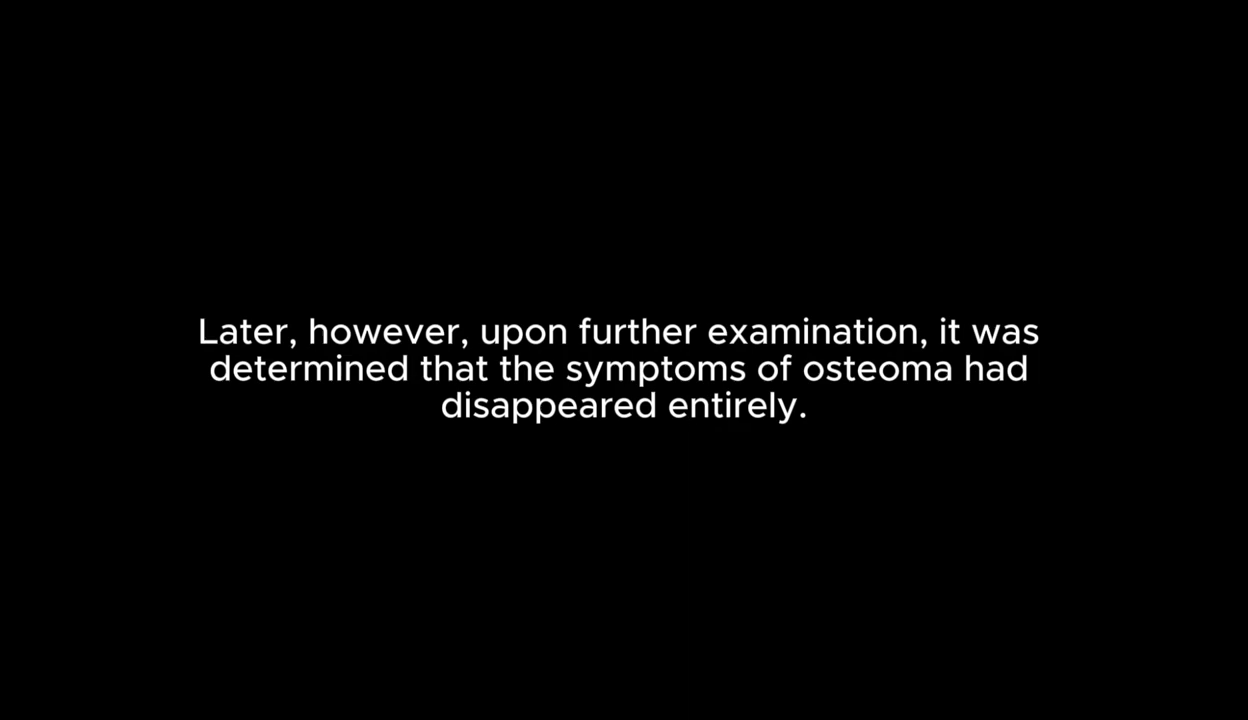 Later, however, upon further examination, it was
determined that the symptoms of osteoma had
disappeared entirely.